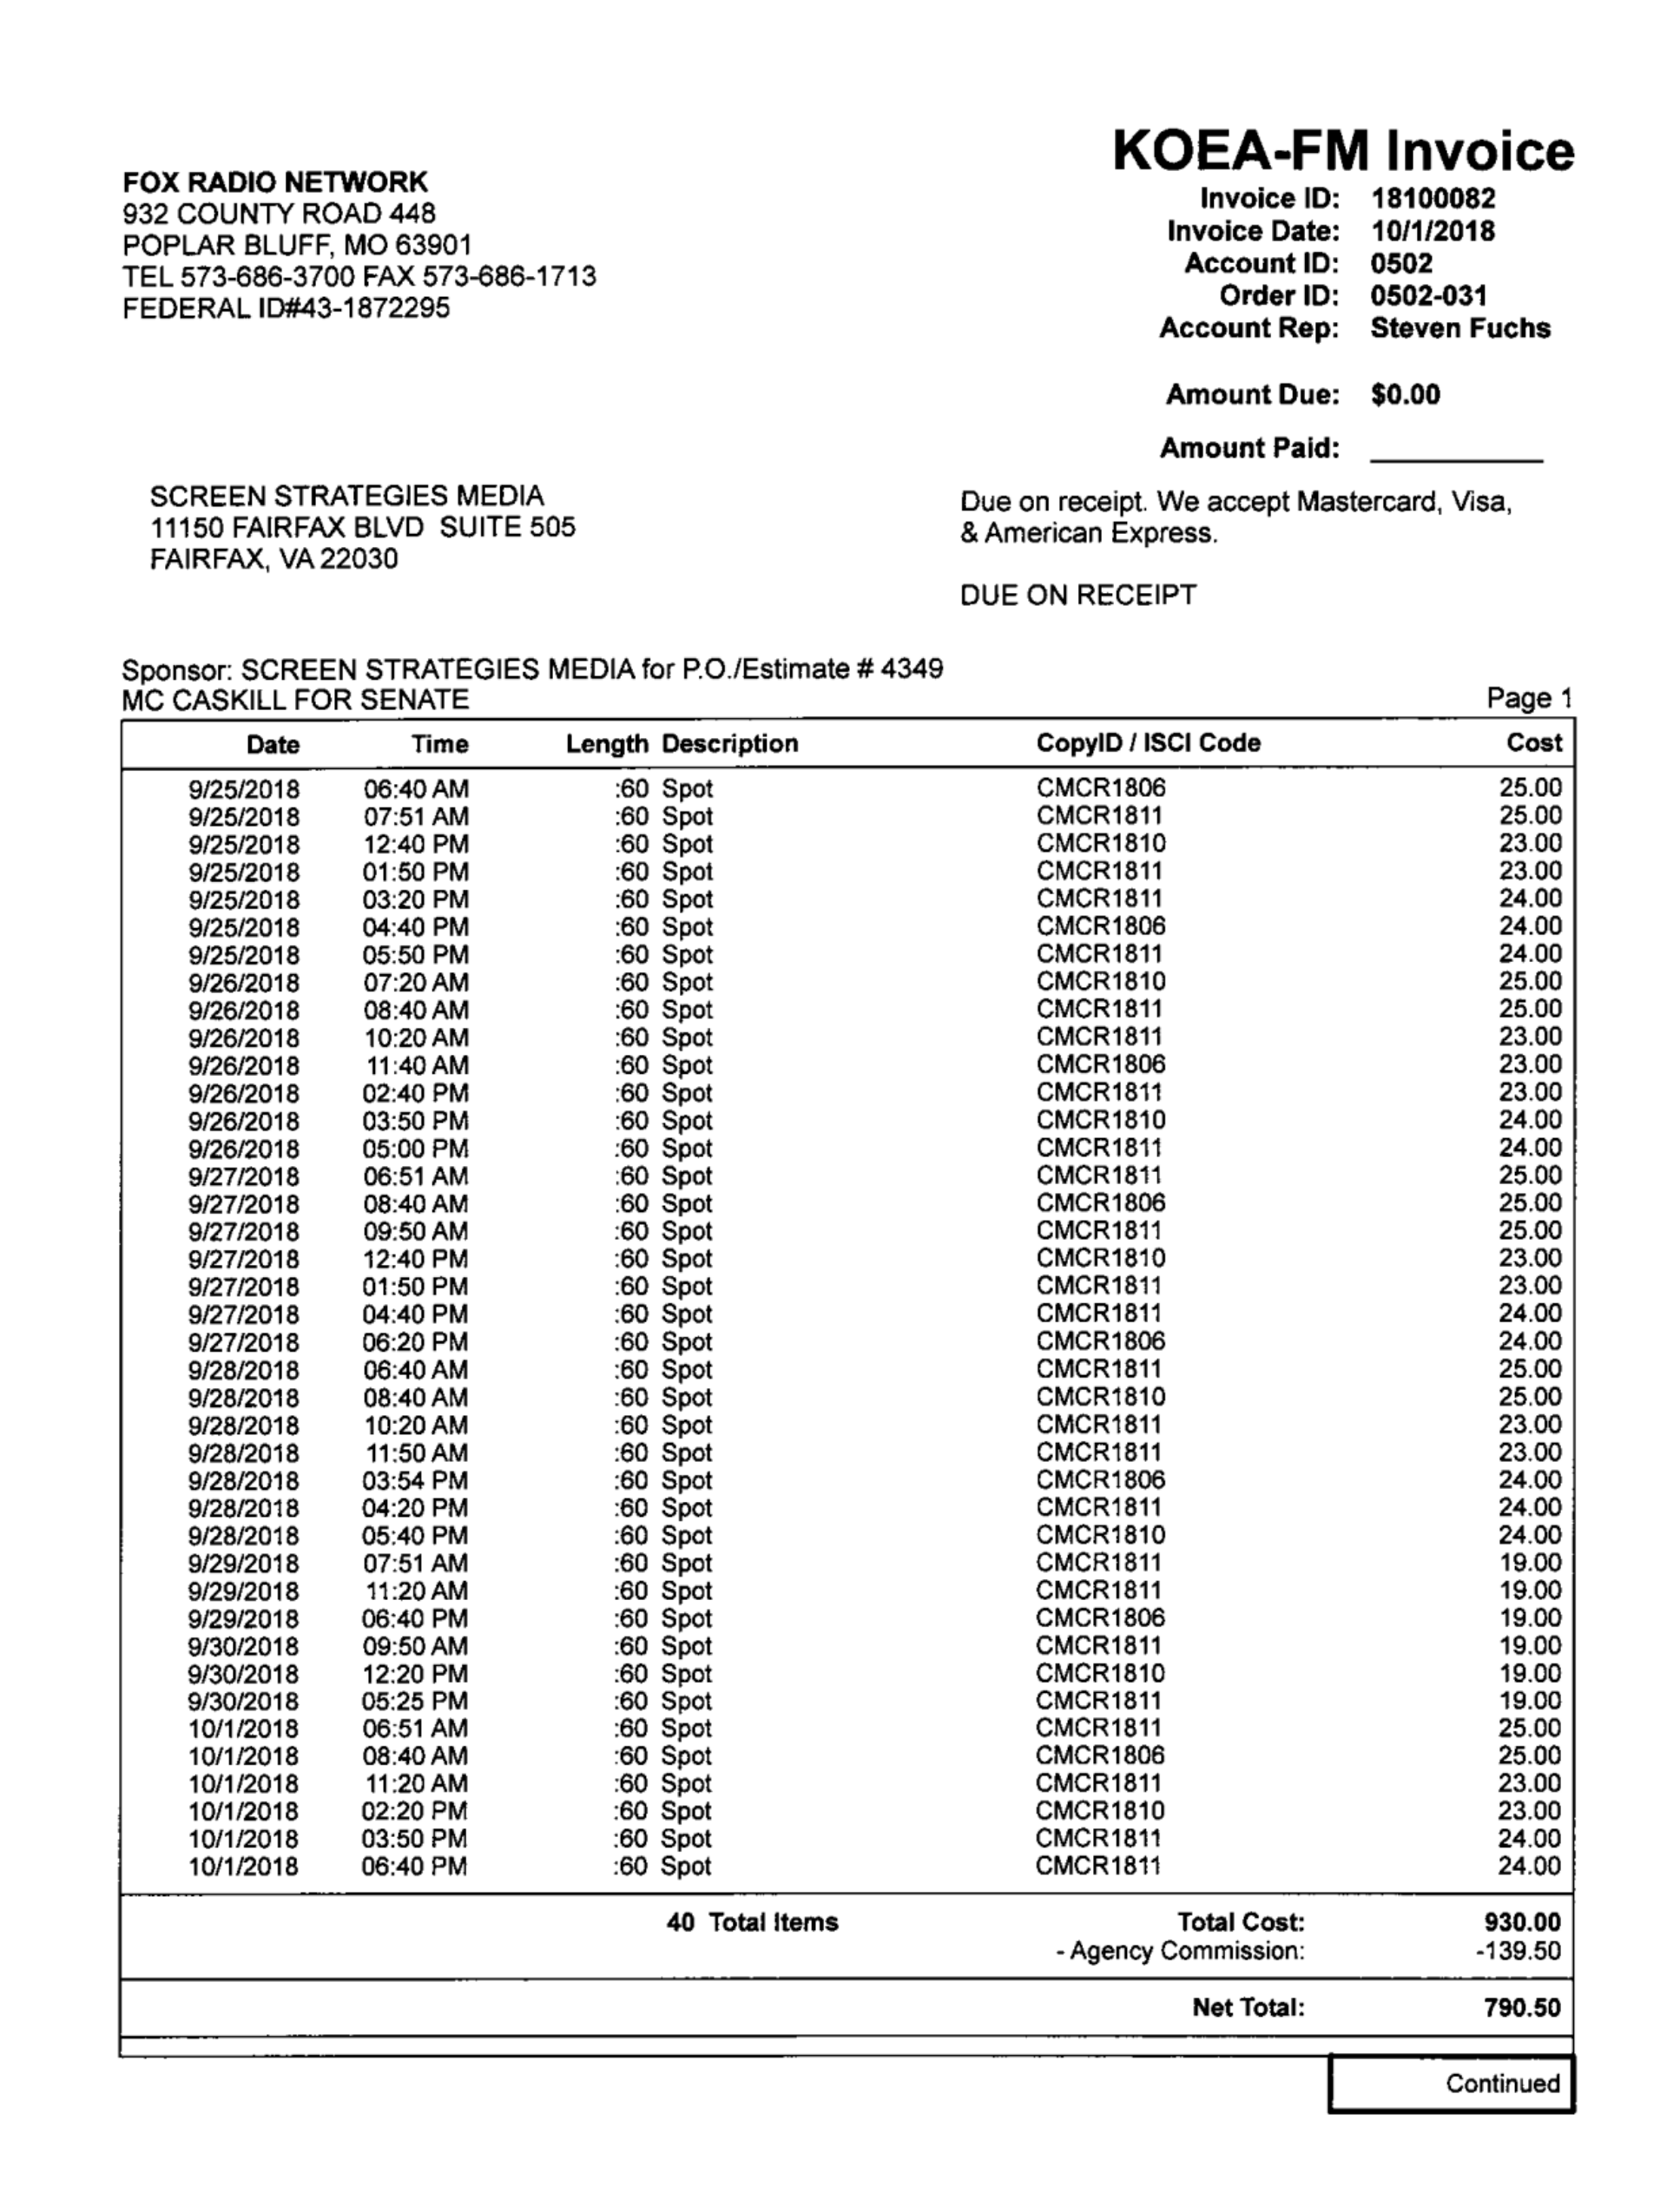 KOEA-FM Invoice
FOX RADIO NETWORK
932 COUNTY ROAD 448
POPLAR BLUFF, MO 63901
TEL 573-686-3700 FAX 573-686-1713
FEDERAL ID#43-1872295
Invoice ID: 18100082
Invoice Date: 10/1/2018
Account ID: 0502
Order ID: 0502-031
Account Rep: Steven Fuchs
Amount Due: $0.00
Amount Paid:
SCREEN STRATEGIES MEDIA
11150 FAIRFAX BLVD SUITE 505
FAIRFAX, VA 22030
Due on receipt. We accept Mastercard, Visa,
& American Express.
DUE ON RECEIPT
Sponsor: SCREEN STRATEGIES MEDIA for P.O./Estimate # 4349
MC CASKILL FOR SENATE Page 1
Date Time Length Description CopyID / ISCI Code Cost
9/25/2018 06:40 AM :60 Spot CMCR1806 25.00
9/25/2018 07:51 AM :60 Spot CMCR1811 25.00
9/25/2018 12:40 PM :60 Spot CMCR1810 23.00
9/25/2018 01:50 PM :60 Spot CMCR1811 23.00
9/25/2018 03:20 PM :60 Spot CMCR1811 24.00
9/25/2018 04:40 PM :60 Spot CMCR1806 24.00
9/25/2018 05:50 PM :60 Spot CMCR1811 24.00
9/26/2018 07:20 AM :60 Spot CMCR1810 25.00
9/26/2018 08:40 AM :60 Spot CMCR1811 25.00
9/26/2018 10:20 AM :60 Spot CMCR1811 23.00
9/26/2018 11:40 AM :60 Spot CMCR1806 23.00
9/26/2018 02:40 PM :60 Spot CMCR1811 23.00
9/26/2018 03:50 PM :60 Spot CMCR1810 24.00
9/26/2018 05:00 PM :60 Spot CMCR1811 24.00
9/27/2018 06:51 AM :60 Spot CMCR1811 25.00
9/27/2018 08:40 AM :60 Spot CMCR1806 25.00
9/27/2018 09:50 AM :60 Spot CMCR1811 25.00
9/27/2018 12:40 PM :60 Spot CMCR1810 23.00
9/27/2018 01:50 PM :60 Spot CMCR1811 23.00
9/27/2018 04:40 PM :60 Spot CMCR1811 24.00
9/27/2018 06:20 PM :60 Spot CMCR1806 24.00
9/28/2018 06:40 AM :60 Spot CMCR1811 25.00
9/28/2018 08:40 AM :60 Spot CMCR1810 25.00
9/28/2018 10:20 AM :60 Spot CMCR1811 23.00
9/28/2018 11:50 AM :60 Spot CMCR1811 23.00
9/28/2018 03:54 PM :60 Spot CMCR1806 24.00
9/28/2018 04:20 PM :60 Spot CMCR1811 24.00
9/28/2018 05:40 PM :60 Spot CMCR1810 24.00
9/29/2018 07:51 AM :60 Spot CMCR1811 19.00
9/29/2018 11:20 AM :60 Spot CMCR1811 19.00
9/29/2018 06:40 PM :60 Spot CMCR1806 19.00
9/30/2018 09:50 AM :60 Spot CMCR1811 19.00
9/30/2018 12:20 PM :60 Spot CMCR1810 19.00
9/30/2018 05:25 PM :60 Spot CMCR1811 19.00
10/1/2018 06:51 AM :60 Spot CMCR1811 25.00
10/1/2018 08:40 AM :60 Spot CMCR1806 25.00
10/1/2018 11:20 AM :60 Spot CMCR1811 23.00
10/1/2018 02:20 PM :60 Spot CMCR1810 23.00
10/1/2018 03:50 PM :60 Spot CMCR1811 24.00
10/1/2018 06:40 PM :60 Spot CMCR1811 24.00
40 Total Items Total Cost: 930.00
- Agency Commission: -139.50
Net Total: 790.50
Continued